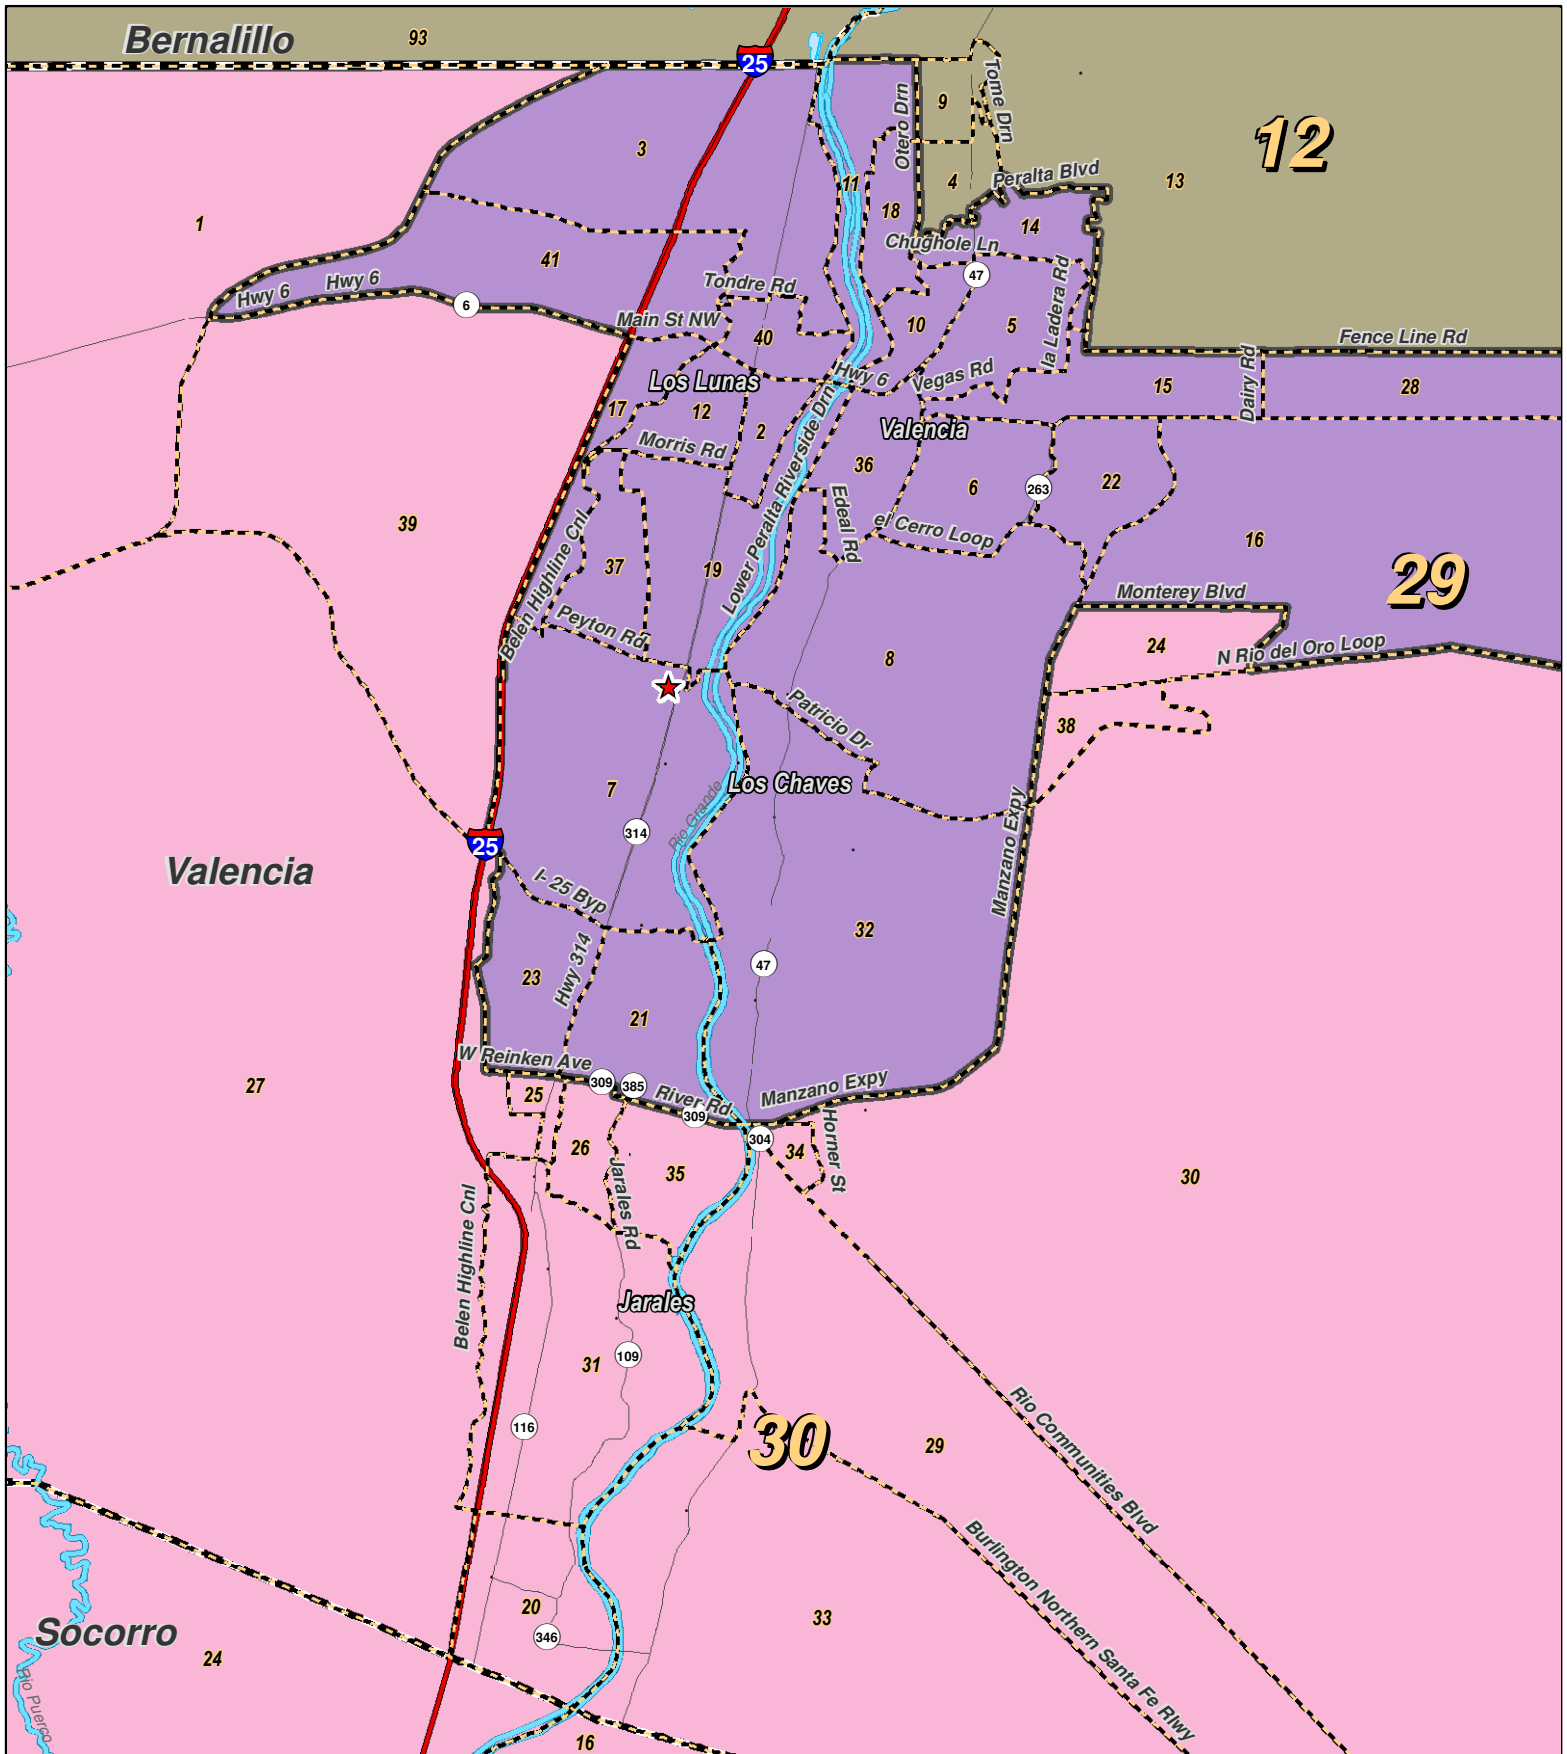 Bernalillo
93
25
12
9
Tome Drn
Otero Drn
3
11
4
Peralta Blvd
13
1
18
14
Chughole Ln
41
47
Tondre Rd
la Ladera Rd
Hwy 6
Hwy 6
6
Main St NW
40
10
5
Fence Line Rd
Los Lunas
Hwy 6
Vegas Rd
15
Dairy Rd
28
17
12
2
Valencia
Morris Rd
Lower Peralta Riverside Drn
36
6
263
22
39
Edeal Rd
el Cerro Loop
16
29
Belen Highline Cnl
37
19
Monterey Blvd
Peyton Rd
8
24
N Rio del Oro Loop
Patricio Dr
38
7
Los Chaves
Rio Grande
314
25
Manzano Expy
Valencia
I- 25 Byp
32
Hwy 314
23
47
21
W Reinken Ave
309
385
River Rd
309
Manzano Expy
27
25
26
304
34
Horner St
35
Jarales Rd
30
Belen Highline Cnl
Jarales
31
109
116
30
29
Rio Communities Blvd
Burlington Northern Santa Fe Rlwy
20
33
346
Socorro
24
Rio Puerco
16